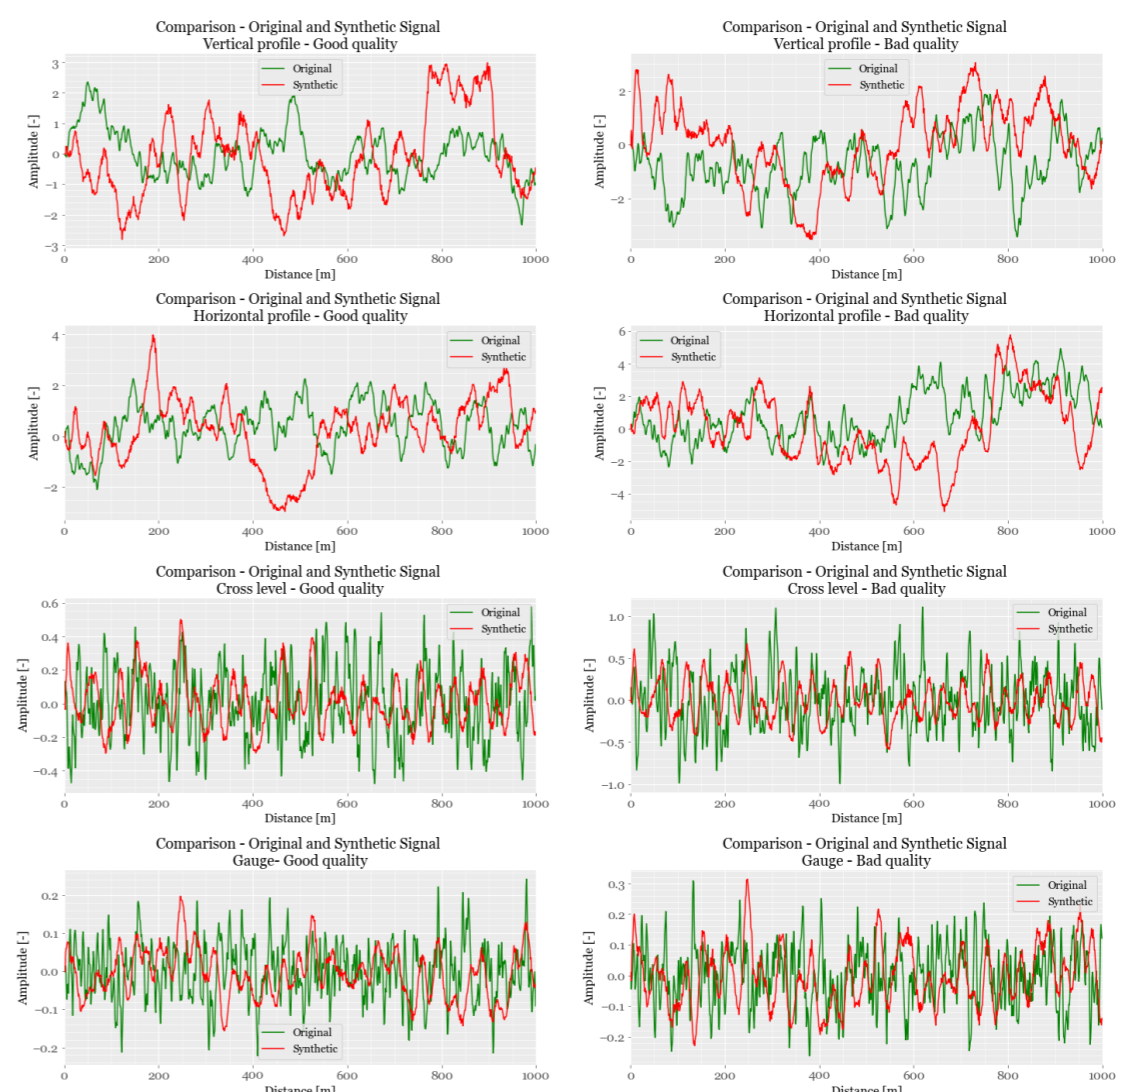 Comparison - Original and Synthetic Signal
Vertical profile - Good quality
Original
Synthetic
Amplitude [-]
3
2
1
0
−1
−2
−3
0 200 400 600 800 1000
Distance [m]
Comparison - Original and Synthetic Signal
Vertical profile - Bad quality
Original
Synthetic
Amplitude [-]
2
0
−2
0 200 400 600 800 1000
Distance [m]
Comparison - Original and Synthetic Signal
Horizontal profile - Good quality
Original
Synthetic
Amplitude [-]
4
2
0
−2
0 200 400 600 800 1000
Distance [m]
Comparison - Original and Synthetic Signal
Horizontal profile - Bad quality
Original
Synthetic
Amplitude [-]
6
4
2
0
−2
−4
0 200 400 600 800 1000
Distance [m]
Comparison - Original and Synthetic Signal
Cross level - Good quality
Original
Synthetic
Amplitude [-]
0.6
0.4
0.2
0.0
−0.2
−0.4
0 200 400 600 800 1000
Distance [m]
Comparison - Original and Synthetic Signal
Cross level - Bad quality
Original
Synthetic
Amplitude [-]
1.0
0.5
0.0
−0.5
−1.0
0 200 400 600 800 1000
Distance [m]
Comparison - Original and Synthetic Signal
Gauge- Good quality
Original
Synthetic
Amplitude [-]
0.2
0.1
0.0
−0.1
−0.2
0 200 400 600 800 1000
Distance [m]
Comparison - Original and Synthetic Signal
Gauge - Bad quality
Original
Synthetic
Amplitude [-]
0.3
0.2
0.1
0.0
−0.1
−0.2
0 200 400 600 800 1000
Distance [m]